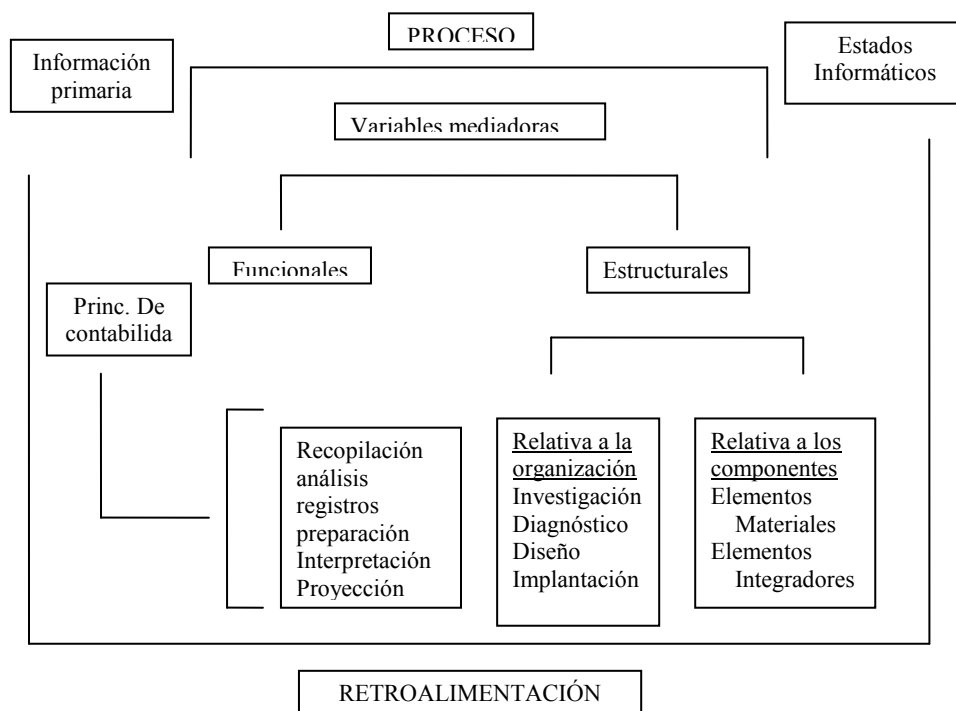 PROCESO
Información
primaria
Estados
Informáticos
Variables mediadoras
Funcionales
Estructurales
Princ. De
contabilida
Recopilación
análisis
registros
preparación
Interpretación
Proyección
Relativa a la
organización
Investigación
Diagnóstico
Diseño
Implantación
Relativa a los
componentes
Elementos
Materiales
Elementos
Integradores
RETROALIMENTACIÓN